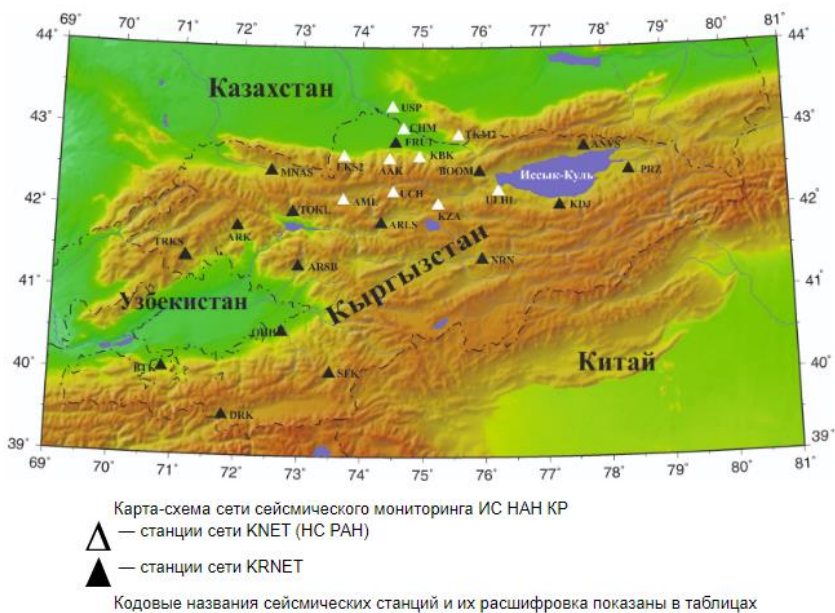 69° 70° 71° 72° 73° 74° 75° 76° 77° 78° 79° 80° 81°
44° 44°
Казахстан
USP
43° CHM TKM2 43°
FRU1 ANVS
EKS2 AAK KBK BOOM Иссык-Куль PRZ
MNAS
42° AML UCH ULHL KDJ 42°
TOKL KZA
ARK ARLS
TRKS
41° ARSB NRN 41°
Кыргызстан
Узбекистан
OHH
40° BTK SFK Китай 40°
DRK
39° 39°
69° 70° 71° 72° 73° 74° 75° 76° 77° 78° 79° 80° 81°
Карта-схема сети сейсмического мониторинга ИС НАН КР
— станции сети KNET (НС РАН)
— станции сети KRNET
Кодовые названия сейсмических станций и их расшифровка показаны в таблицах